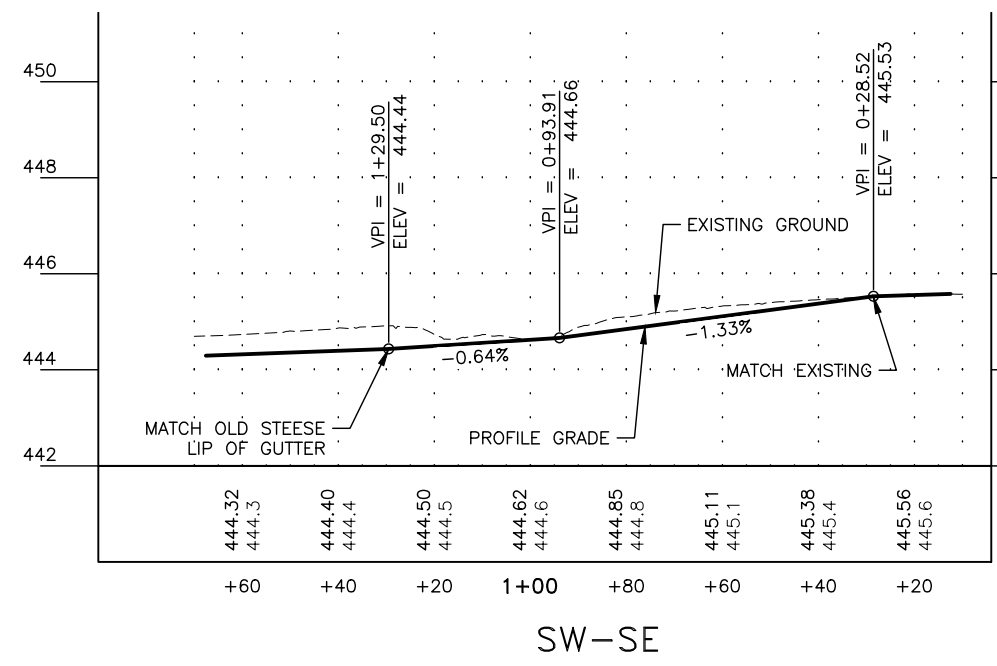 450
448
446
444
442
VPI = 1+29.50
ELEV = 444.44
VPI = 0+93.91
ELEV = 444.66
VPI = 0+28.52
ELEV = 445.53
EXISTING GROUND
-0.64%
-1.33%
MATCH EXISTING
MATCH OLD STEESE
LIP OF GUTTER
PROFILE GRADE
444.32
444.3
444.40
444.4
444.50
444.5
444.62
444.6
444.85
444.8
445.11
445.1
445.38
445.4
445.56
445.6
+60 +40 +20 1+00 +80 +60 +40 +20
SW-SE